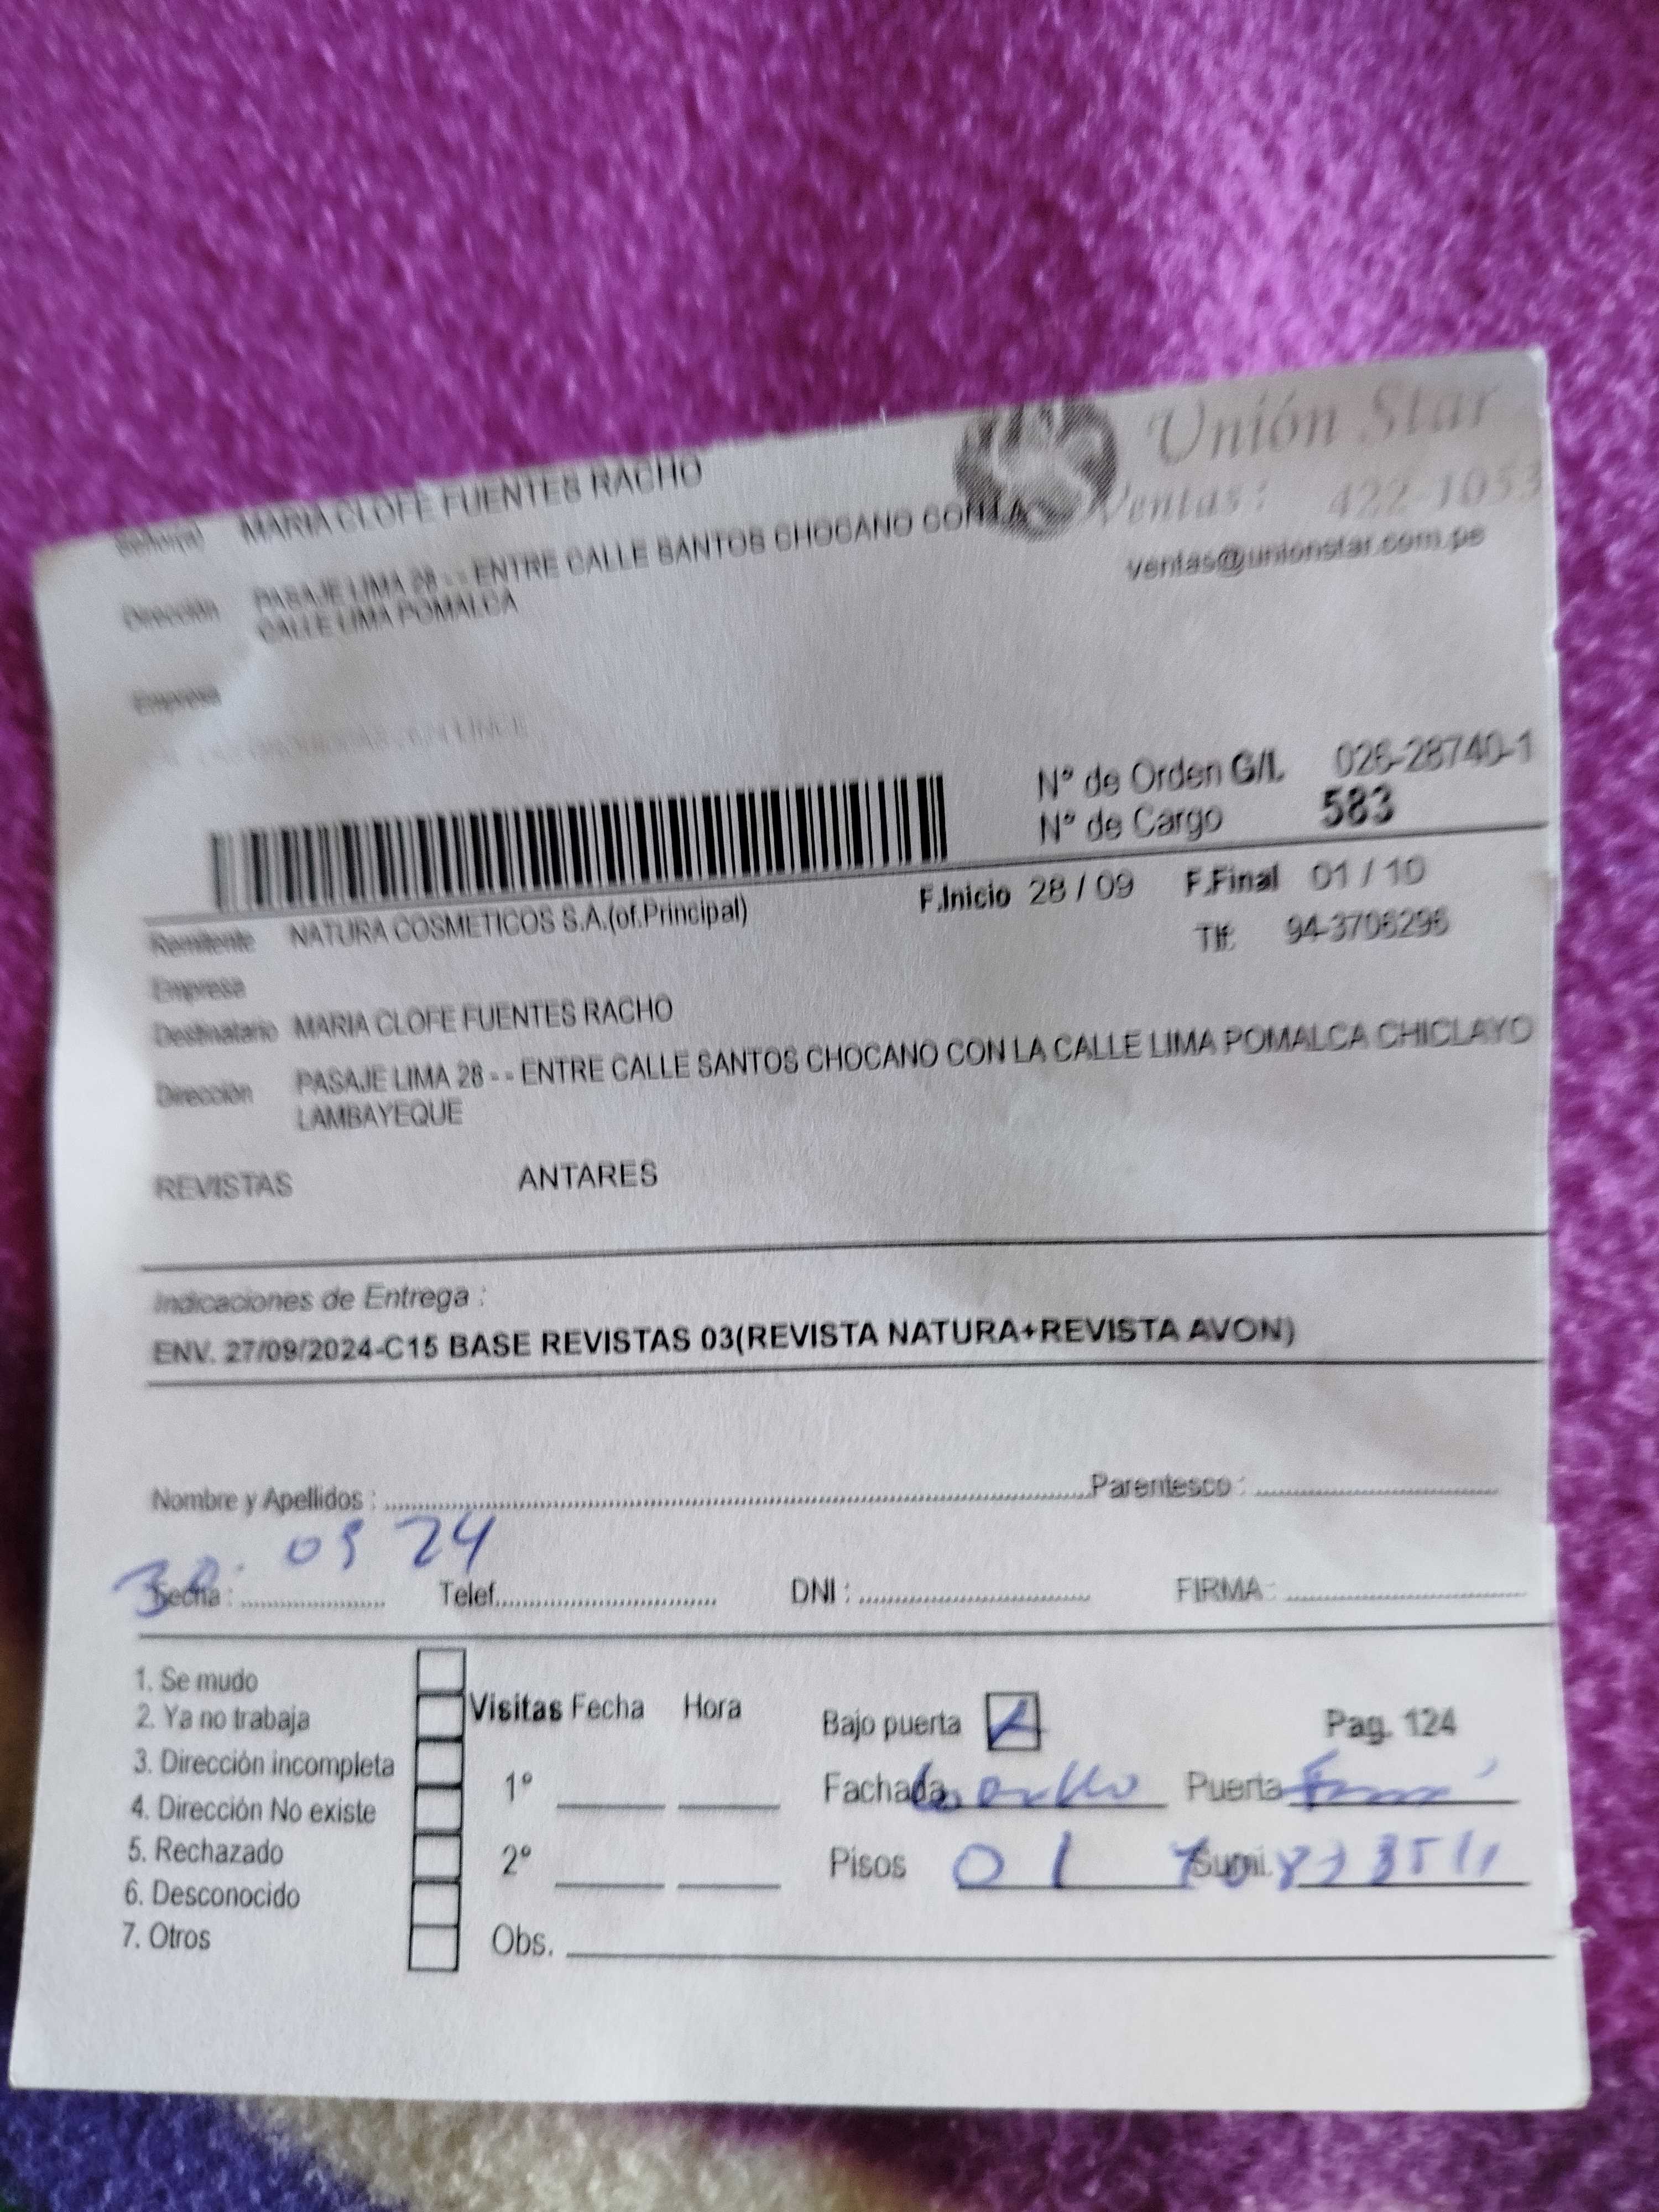 Unión Star
Señor(a) MARIA CLOFE FUENTES RACHO
Ventas: 422-1053
ventas@unionstar.com.pe
Dirección PASAJE LIMA 28 - - ENTRE CALLE SANTOS CHOCANO CON LA
CALLE LIMA POMALCA
Empresa
Nº de Orden G/L 026-28740-1
Nº de Cargo 583
F.Inicio 28 / 09 F.Final 01 / 10
Remitente NATURA COSMETICOS S.A.(of.Principal)
Tlf: 94-3706296
Empresa
Destinatario MARIA CLOFE FUENTES RACHO
Dirección PASAJE LIMA 28 - - ENTRE CALLE SANTOS CHOCANO CON LA CALLE LIMA POMALCA CHICLAYO
LAMBAYEQUE
REVISTAS ANTARES
Indicaciones de Entrega :
ENV. 27/09/2024-C15 BASE REVISTAS 03(REVISTA NATURA+REVISTA AVON)
Nombre y Apellidos : Parentesco :
30. 09 24
Fecha : Telef. DNI : FIRMA :
1. Se mudo
2. Ya no trabaja
3. Dirección incompleta
4. Dirección No existe
5. Rechazado
6. Desconocido
7. Otros
Visitas Fecha Hora
1º
2º
Obs.
Bajo puerta Pag. 124
Fachada Puerta
Pisos 01 Sumi.